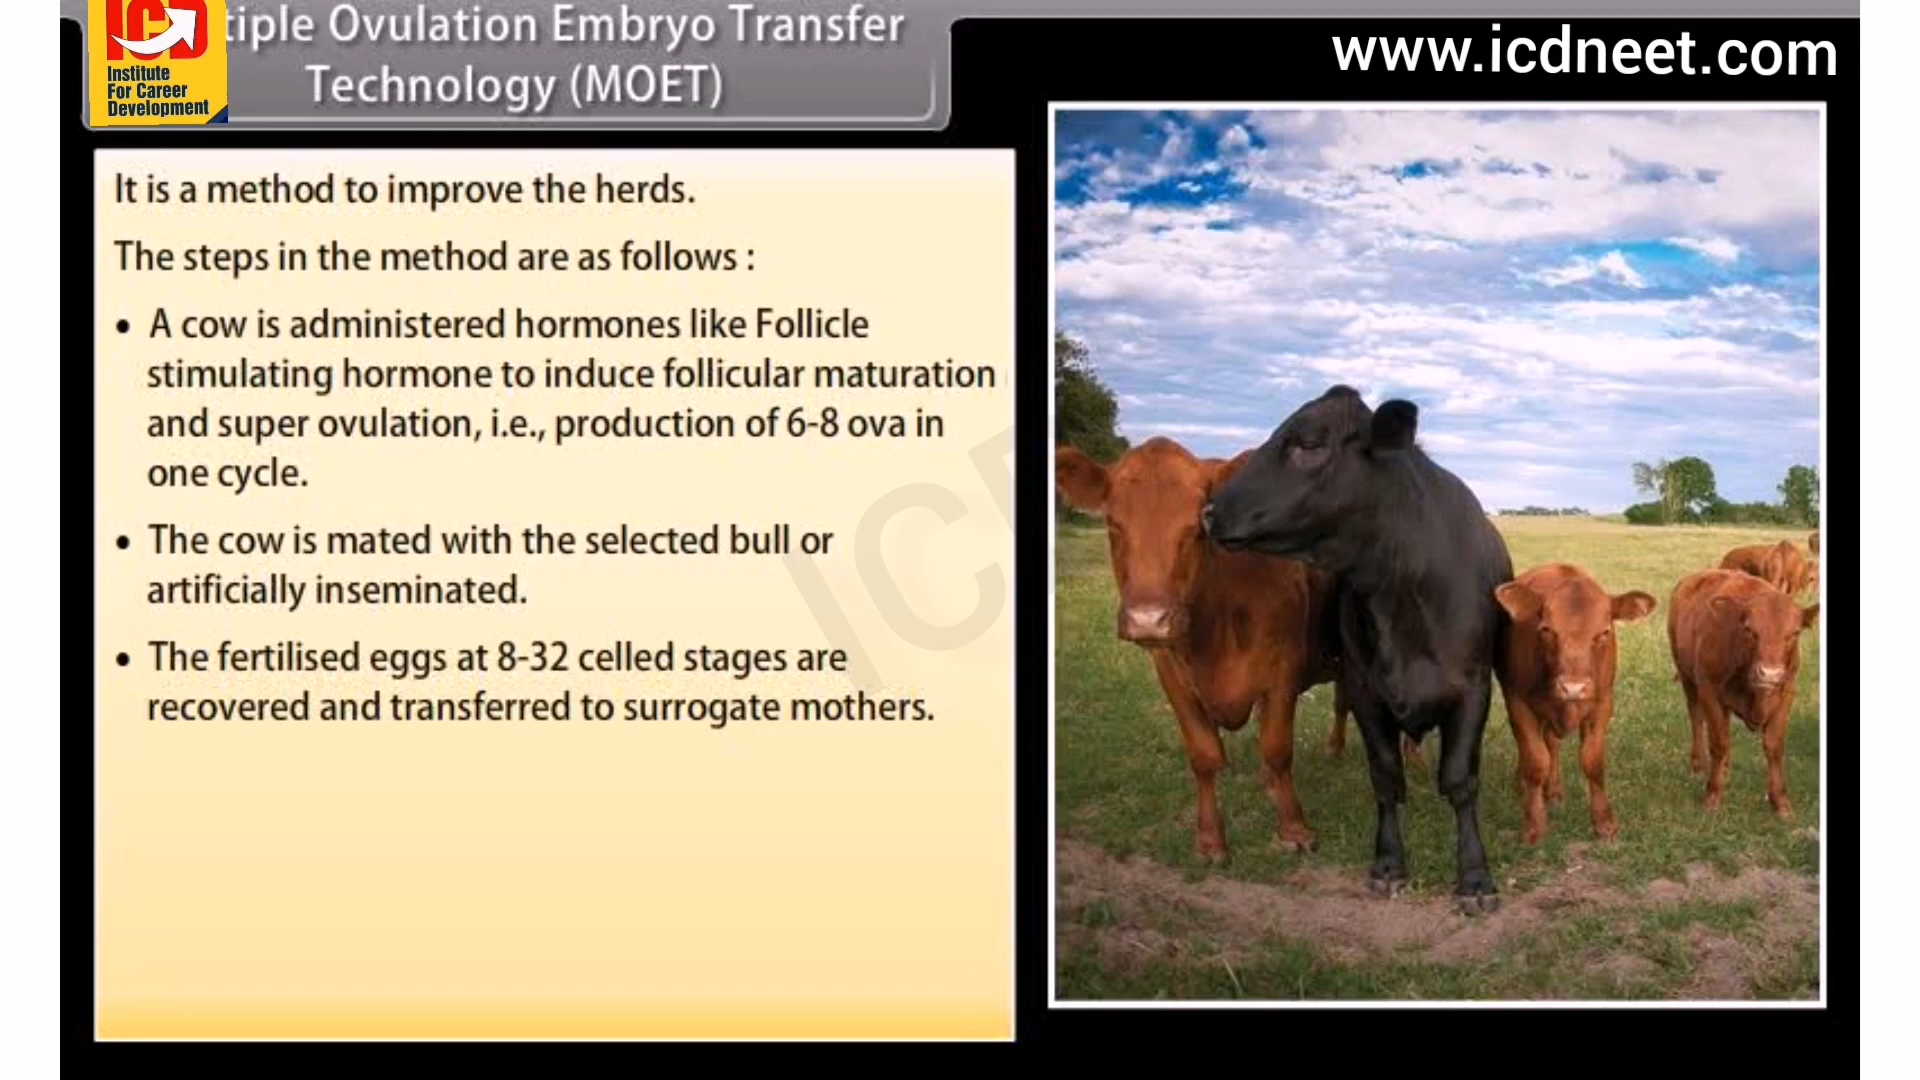 ICD
Institute
For Career
Development
tiple Ovulation Embryo Transfer
Technology (MOET)
www.icdneet.com
It is a method to improve the herds.
The steps in the method are as follows :
• A cow is administered hormones like Follicle
stimulating hormone to induce follicular maturation
and super ovulation, i.e., production of 6-8 ova in
one cycle.
• The cow is mated with the selected bull or
artificially inseminated.
• The fertilised eggs at 8-32 celled stages are
recovered and transferred to surrogate mothers.
IC